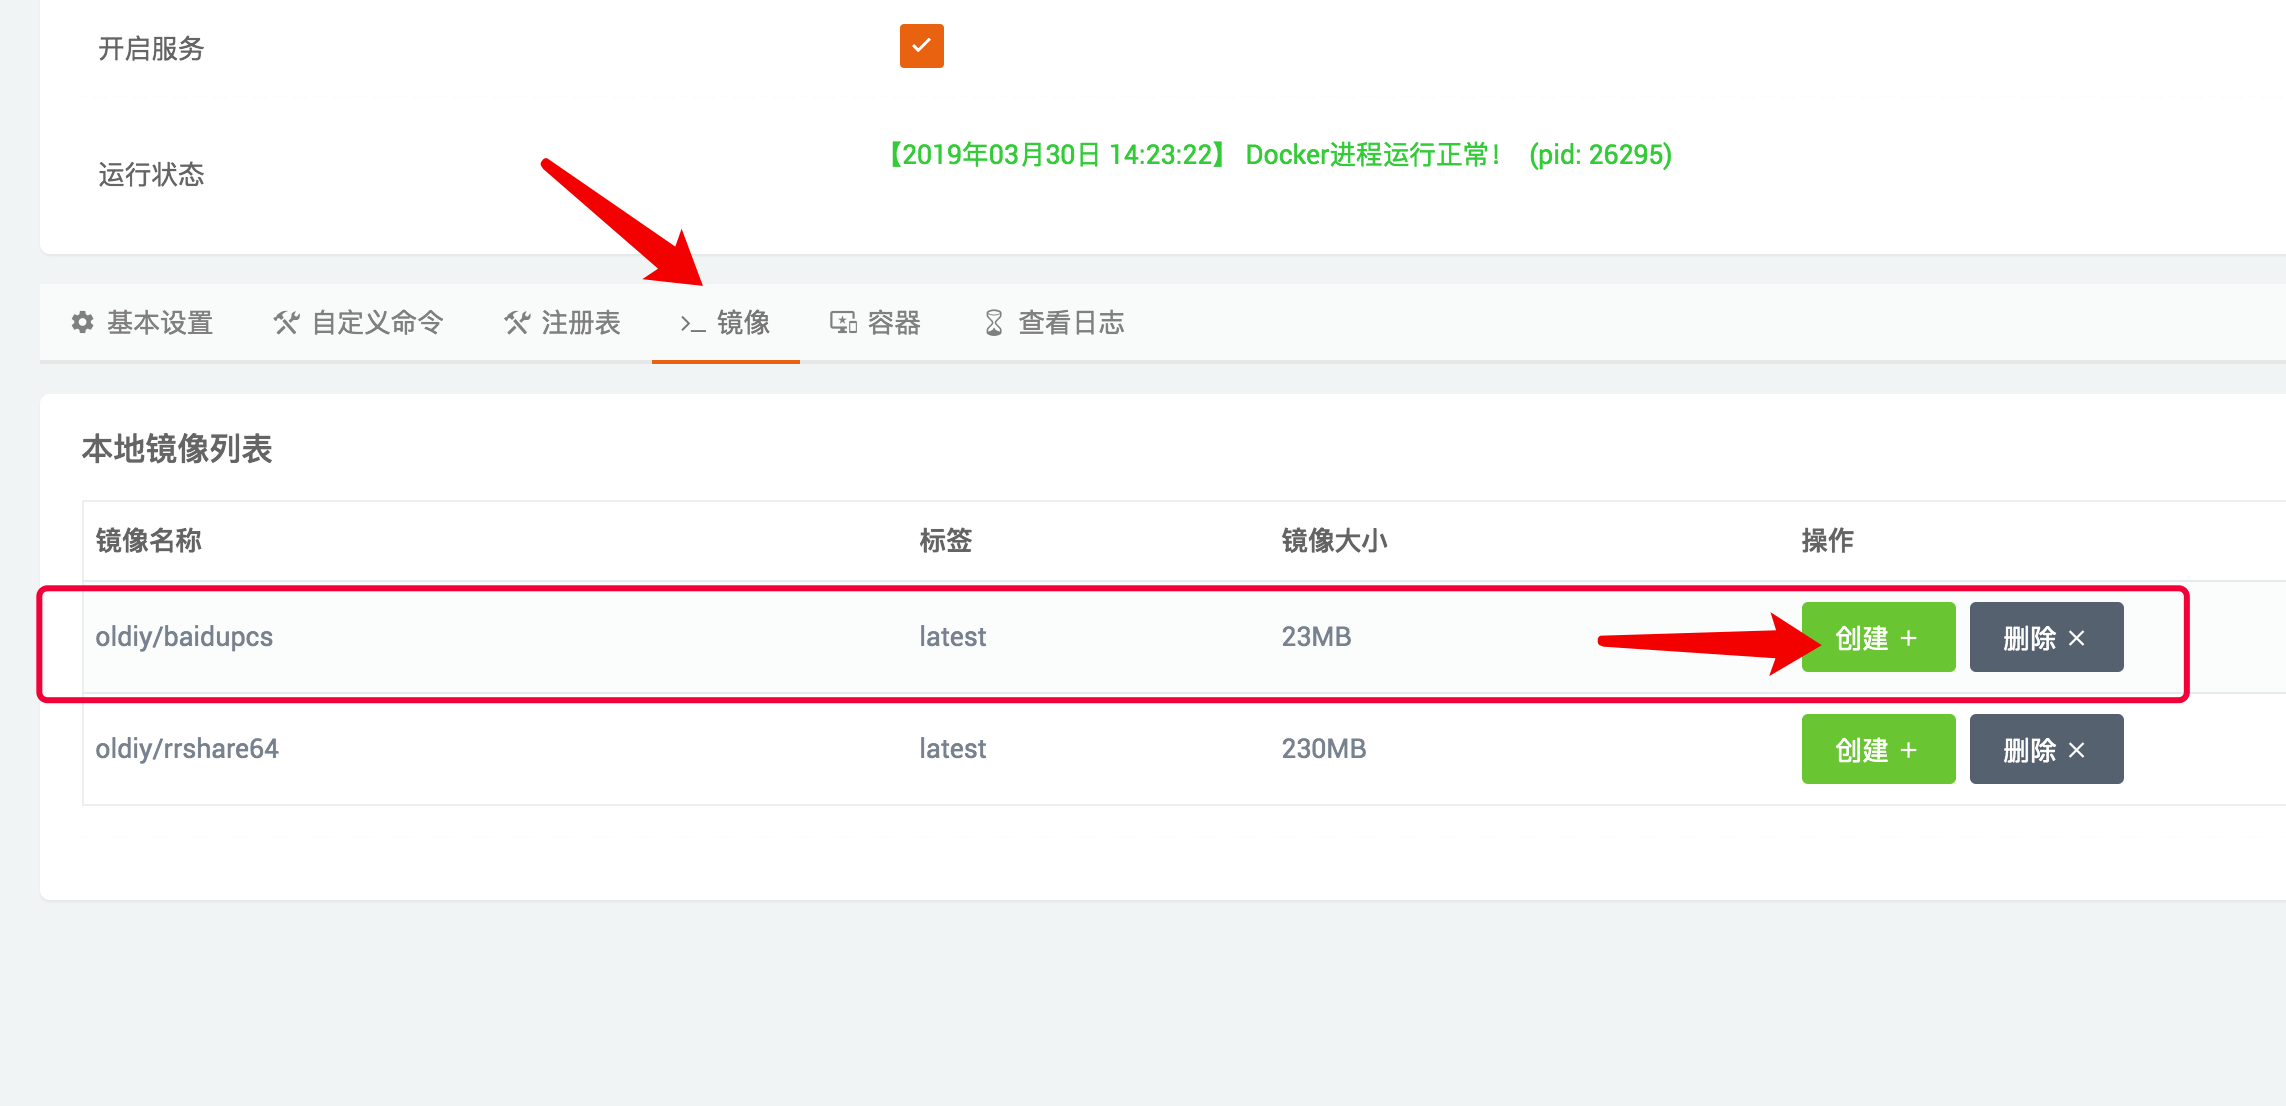 开启服务
运行状态
【2019年03月30日 14:23:22】 Docker进程运行正常！ (pid: 26295)
基本设置 自定义命令 注册表 >_ 镜像 容器 查看日志
本地镜像列表
镜像名称 标签 镜像大小 操作
oldiy/baidupcs latest 23MB 创建 + 删除 ×
oldiy/rrshare64 latest 230MB 创建 + 删除 ×